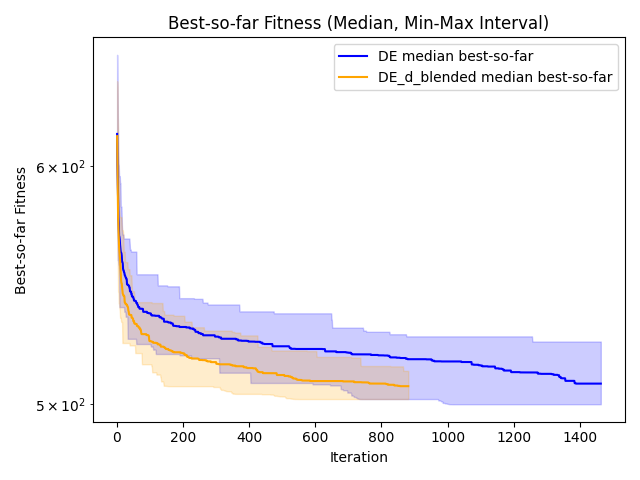 Best-so-far Fitness (Median, Min-Max Interval)
DE median best-so-far
DE_d_blended median best-so-far
Best-so-far Fitness
6 × 10²
5 × 10²
0 200 400 600 800 1000 1200 1400
Iteration